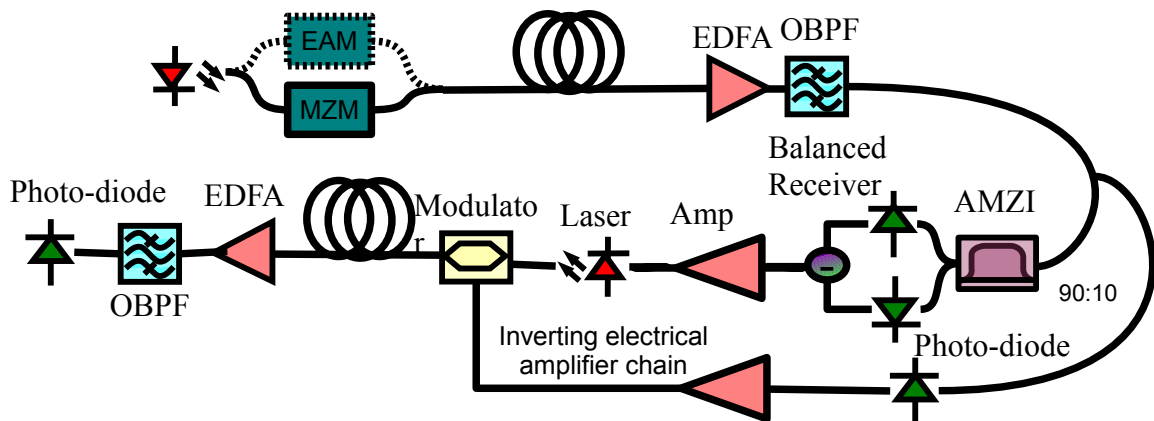 EAM
MZM
EDFA
OBPF
Balanced
Receiver
AMZI
90:10
Photo-diode
EDFA
OBPF
Modulato
r
Laser
Amp
-
Inverting electrical
amplifier chain
Photo-diode